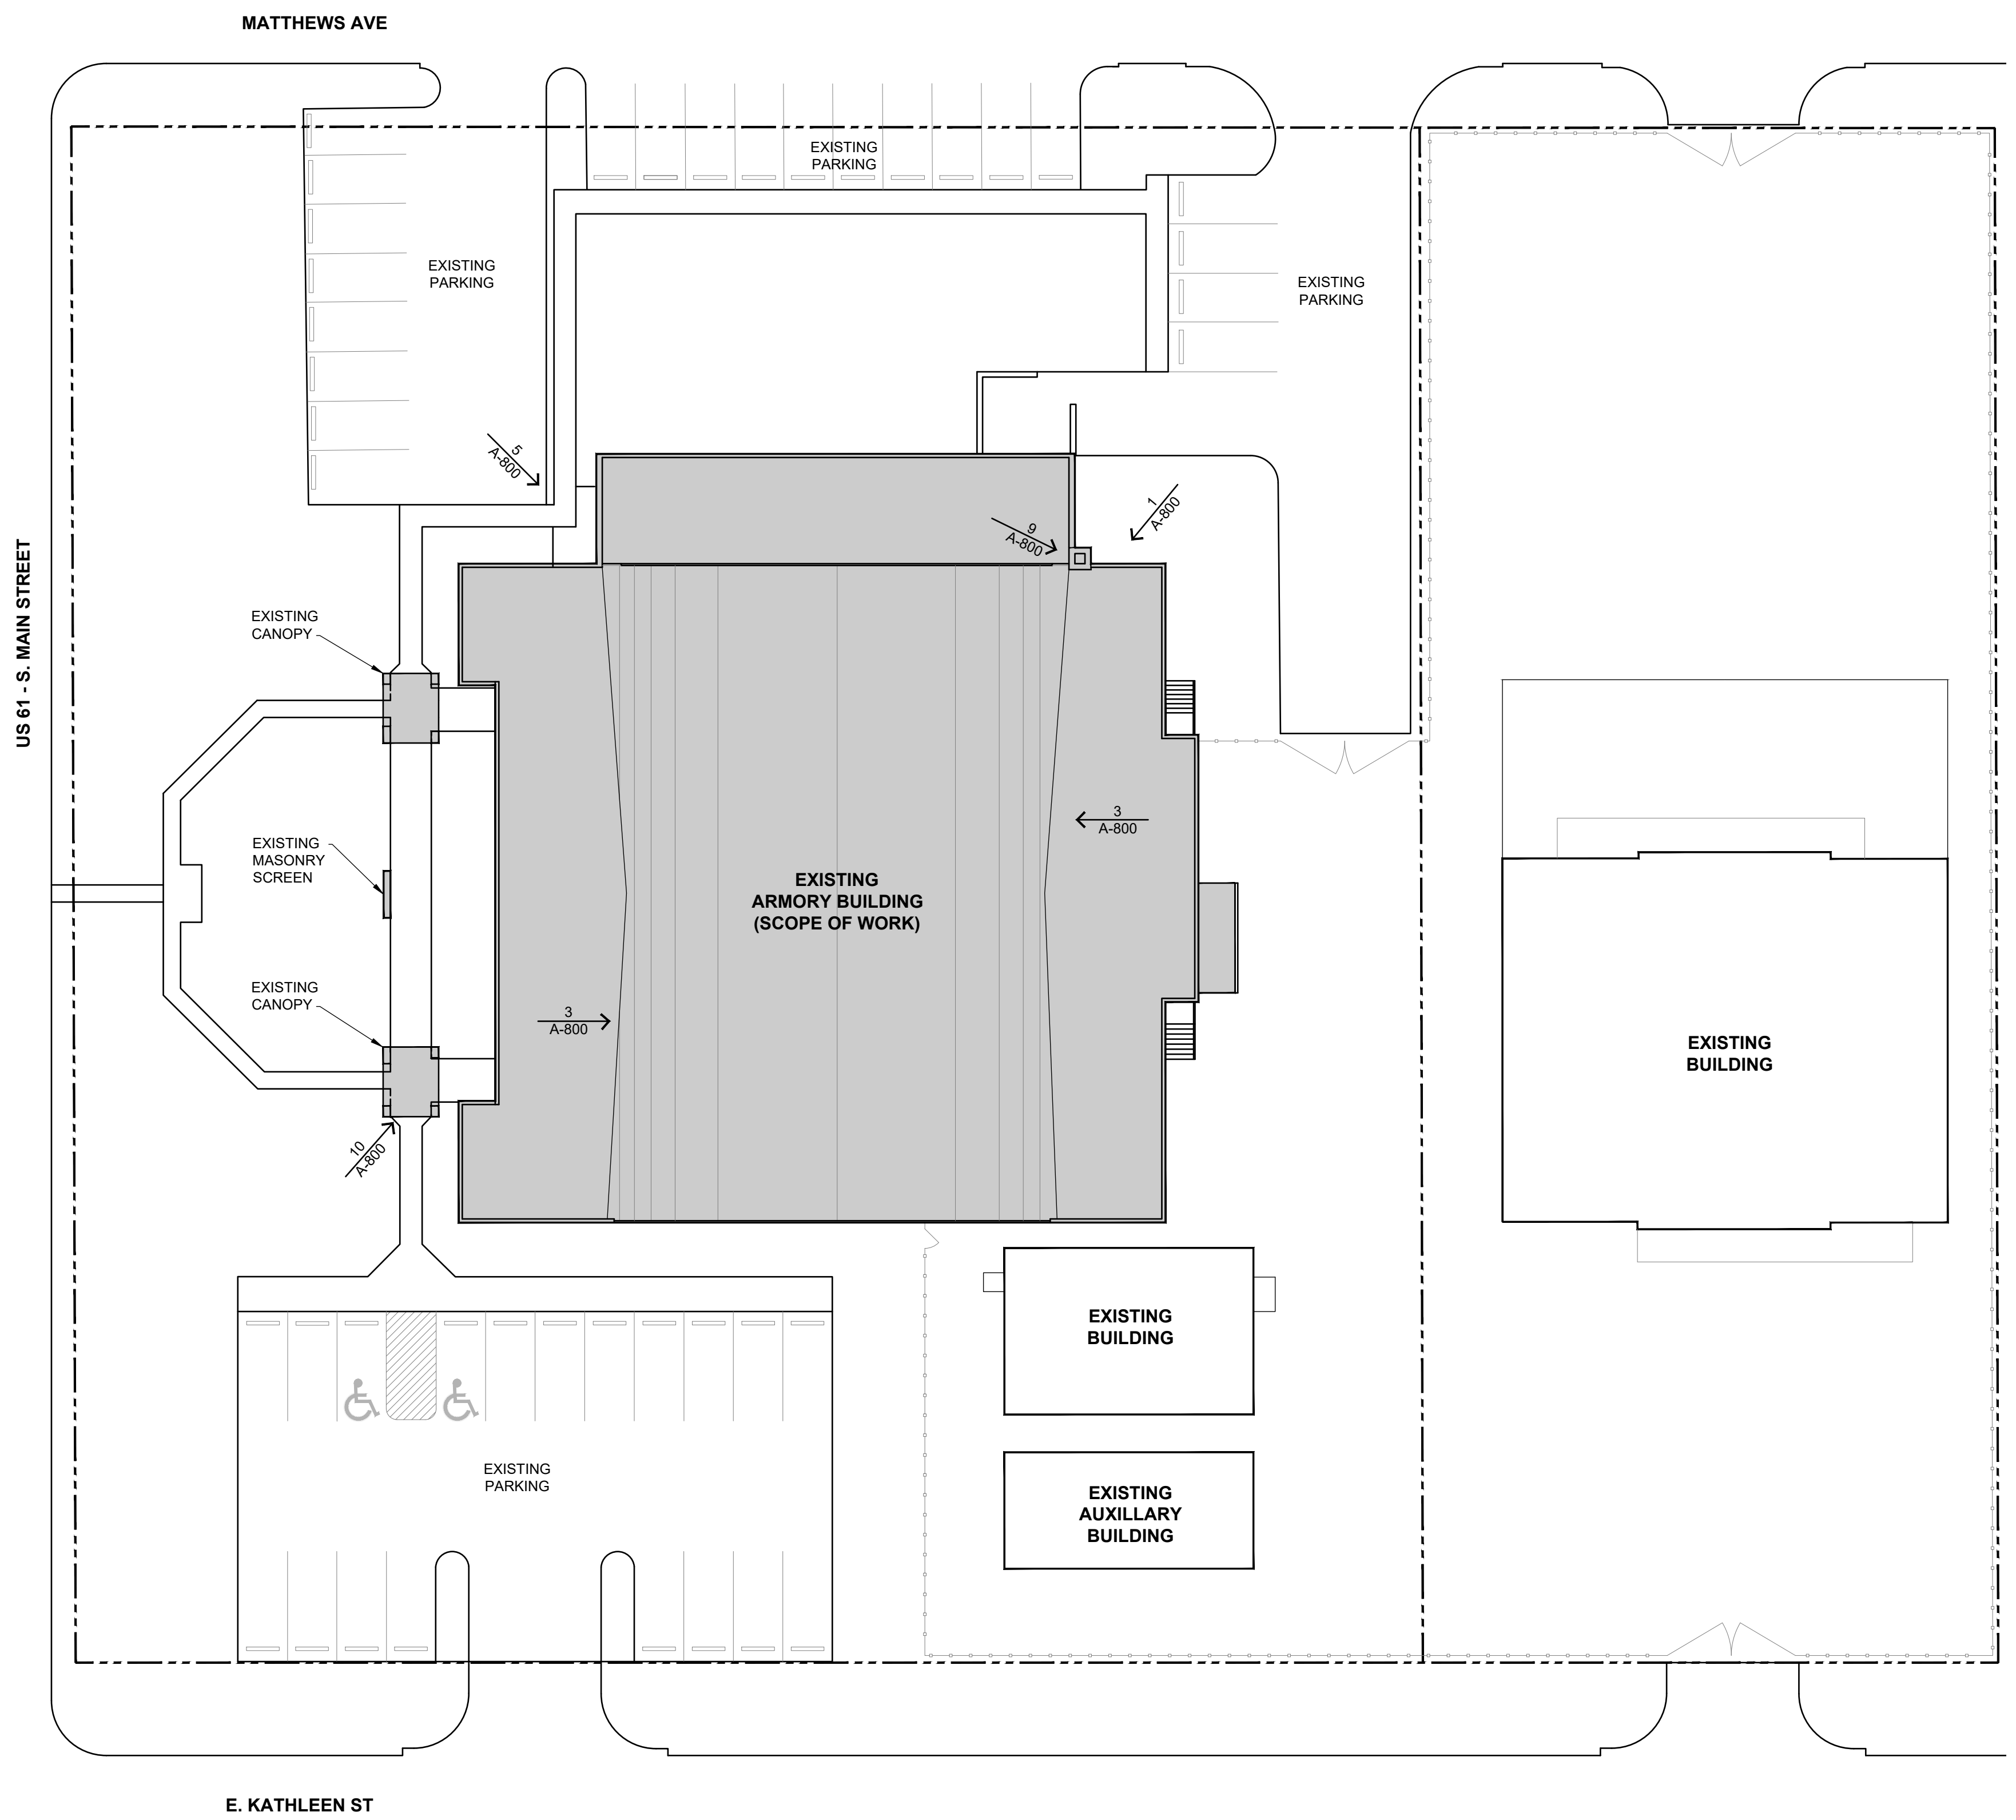 MATTHEWS AVE
EXISTING
PARKING
EXISTING
PARKING
EXISTING
PARKING
5
A-800
1
A-800
9
A-800
US 61 - S. MAIN STREET
EXISTING
CANOPY
3
A-800
EXISTING
MASONRY
SCREEN
EXISTING
ARMORY BUILDING
(SCOPE OF WORK)
EXISTING
CANOPY
3
A-800
EXISTING
BUILDING
10
A-800
EXISTING
BUILDING
EXISTING
PARKING
EXISTING
AUXILLARY
BUILDING
E. KATHLEEN ST